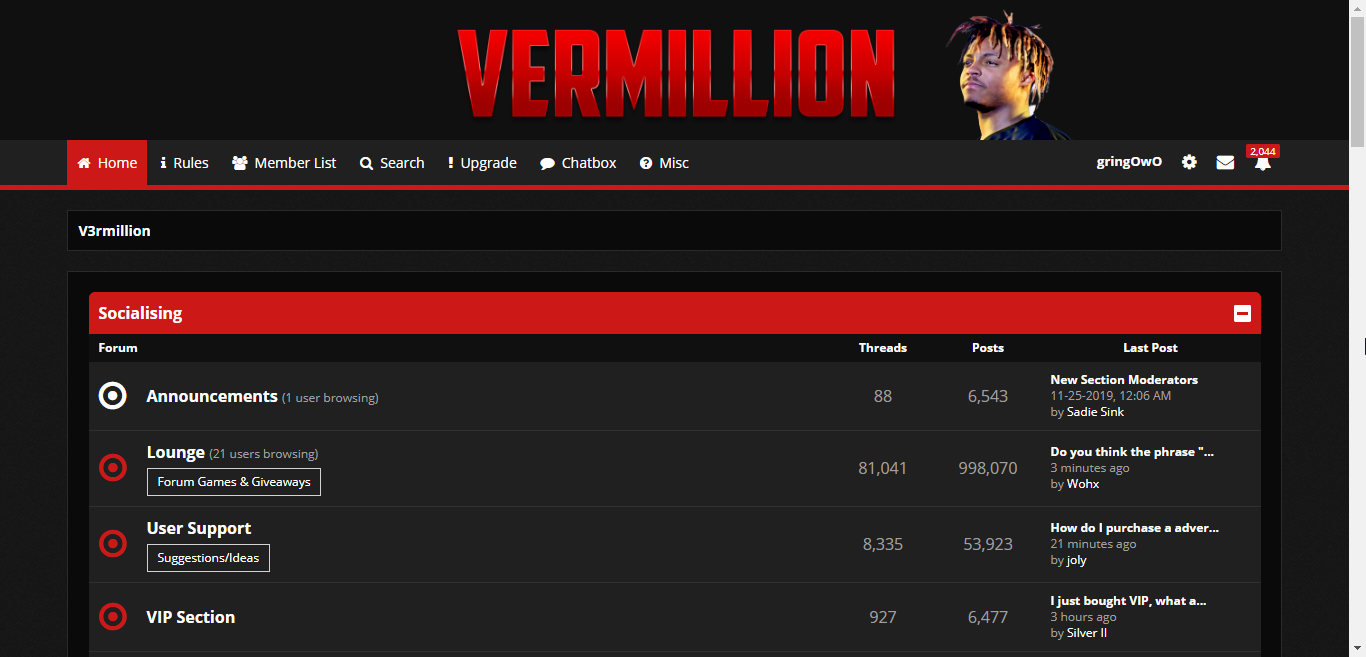 VERMILLION
Home Rules Member List Search Upgrade Chatbox Misc gringOwO 2,044
V3rmillion
Socialising
Forum Threads Posts Last Post
Announcements (1 user browsing) 88 6,543 New Section Moderators
11-25-2019, 12:06 AM
by Sadie Sink
Lounge (21 users browsing) 81,041 998,070 Do you think the phrase "...
Forum Games & Giveaways 3 minutes ago
by Wohx
User Support 8,335 53,923 How do I purchase a adver...
Suggestions/Ideas 21 minutes ago
by joly
VIP Section 927 6,477 I just bought VIP, what a...
3 hours ago
by Silver II